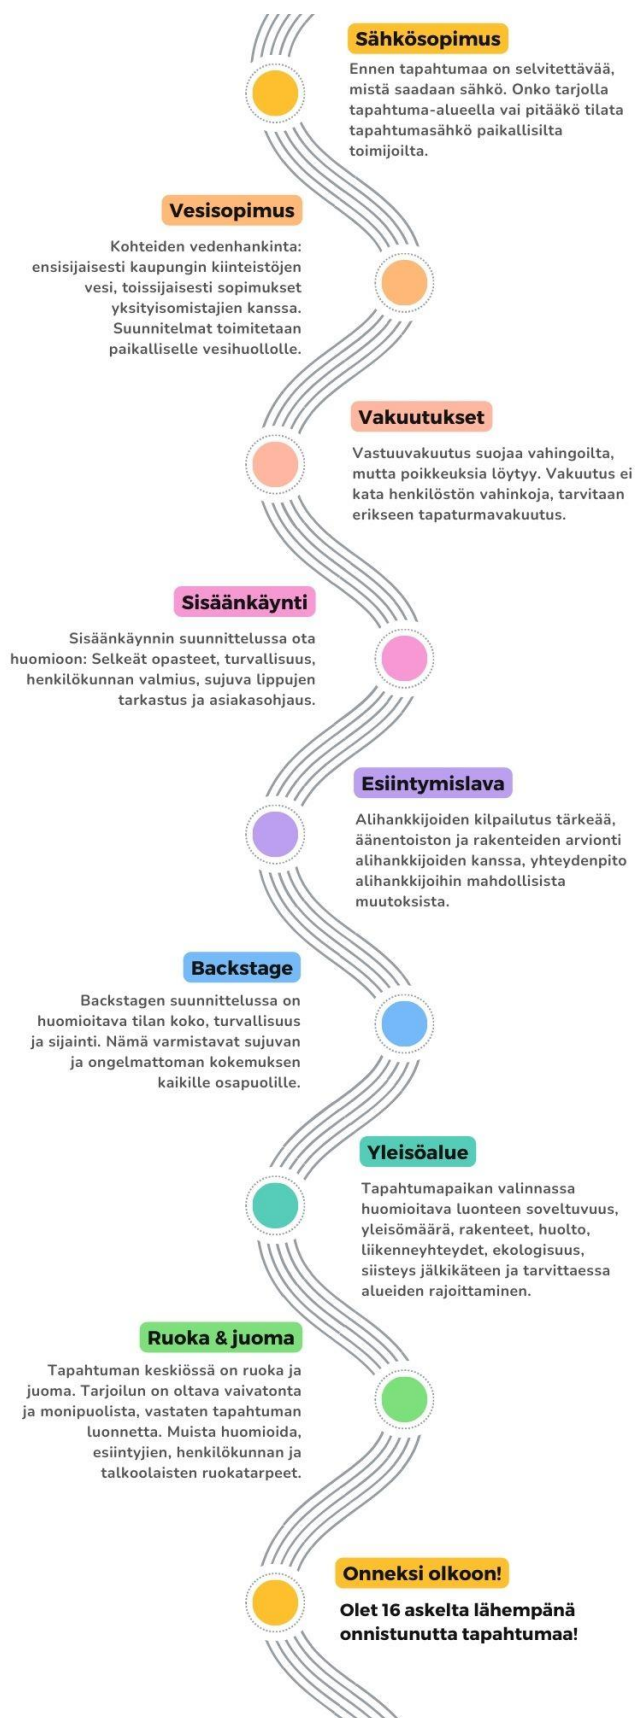 Sähkösopimus
Ennen tapahtumaa on selvitettävää,
mistä saadaan sähkö. Onko tarjolla
tapahtuma-alueella vai pitääkö tilata
tapahtumasähkö paikallisilta
toimijoilta.
Vesisopimus
Kohteiden vedenhankinta:
ensisijaisesti kaupungin kiinteistöjen
vesi, toissijaisesti sopimukset
yksityisomistajien kanssa.
Suunnitelmat toimitetaan
paikalliselle vesihuollolle.
Vakuutukset
Vastuuvakuutus suojaa vahingoilta,
mutta poikkeuksia löytyy. Vakuutus ei
kata henkilöstön vahinkoja, tarvitaan
erikseen tapaturmavakuutus.
Sisäänkäynti
Sisäänkäynnin suunnittelussa ota
huomioon: Selkeät opasteet, turvallisuus,
henkilökunnan valmius, sujuva lippujen
tarkastus ja asiakasohjaus.
Esiintymislava
Alihankkijoiden kilpailutus tärkeää,
äänentoiston ja rakenteiden arvionti
alihankkijoiden kanssa, yhteydenpito
alihankkijoihin mahdollisista
muutoksista.
Backstage
Backstagen suunnittelussa on
huomioitava tilan koko, turvallisuus
ja sijainti. Nämä varmistavat sujuvan
ja ongelmattoman kokemuksen
kaikille osapuolille.
Yleisöalue
Tapahtumapaikan valinnassa
huomioitava luonteen soveltuvuus,
yleisömäärä, rakenteet, huolto,
liikenneyhteydet, ekologisuus,
siisteys jälkikäteen ja tarvittaessa
alueiden rajoittaminen.
Ruoka & juoma
Tapahtuman keskiössä on ruoka ja
juoma. Tarjoilun on oltava vaivatonta
ja monipuolista, vastaten tapahtuman
luonnetta. Muista huomioida,
esiintyjien, henkilökunnan ja
talkoolaisten ruokatarpeet.
Onneksi olkoon!
Olet 16 askelta lähempänä
onnistunutta tapahtumaa!